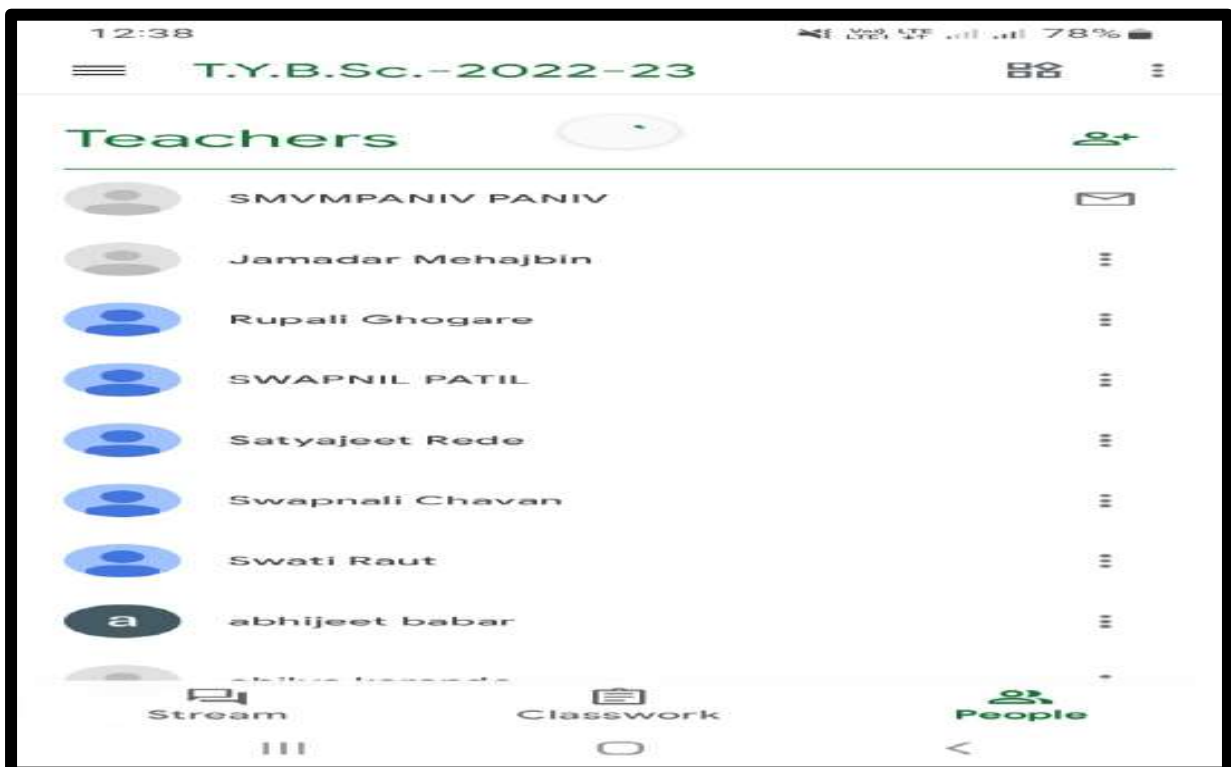 12:38 78%
T.Y.B.Sc.-2022-23
Teachers
SMVMPANIV PANIV
Jamadar Mehajbin
Rupali Ghogare
SWAPNIL PATIL
Satyajeet Rede
Swapnali Chavan
Swati Raut
a abhijeet babar
Stream Classwork People